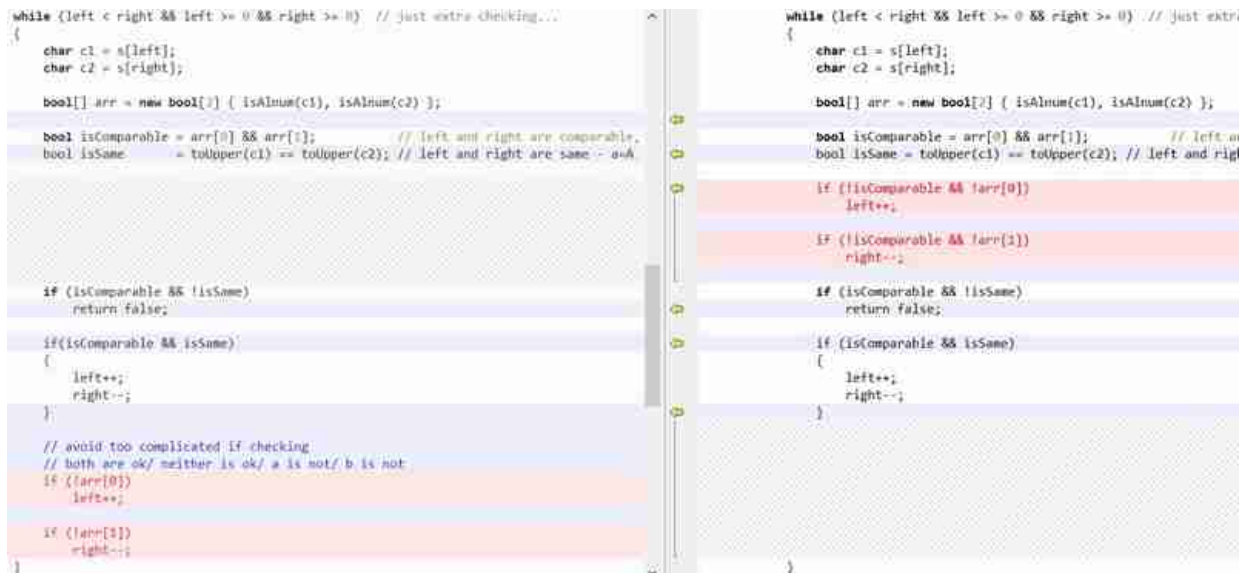 while (left < right && left >= 0 && right >= 0)  // just extra checking...
{
    char c1 = s[left];
    char c2 = s[right];

    bool[] arr = new bool[2] { isAlnum(c1), isAlnum(c2) };

    bool isComparable = arr[0] && arr[1];            // left and right are comparable,
    bool isSame       = toUpper(c1) == toUpper(c2); // left and right are same - a=A

    if (isComparable && !isSame)
        return false;

    if(isComparable && isSame)
    {
        left++;
        right--;
    }

    // avoid too complicated if checking
    // both are ok/ neither is ok/ a is not/ b is not
    if (!arr[0])
        left++;

    if (!arr[1])
        right--;
}
while (left < right && left >= 0 && right >= 0)  // just extra
{
    char c1 = s[left];
    char c2 = s[right];

    bool[] arr = new bool[2] { isAlnum(c1), isAlnum(c2) };

    bool isComparable = arr[0] && arr[1];            // left
    bool isSame = toUpper(c1) == toUpper(c2); // left and

    if (!isComparable && !arr[0])
        left++;

    if (!isComparable && !arr[1])
        right--;

    if (isComparable && !isSame)
        return false;

    if (isComparable && isSame)
    {
        left++;
        right--;
    }
}